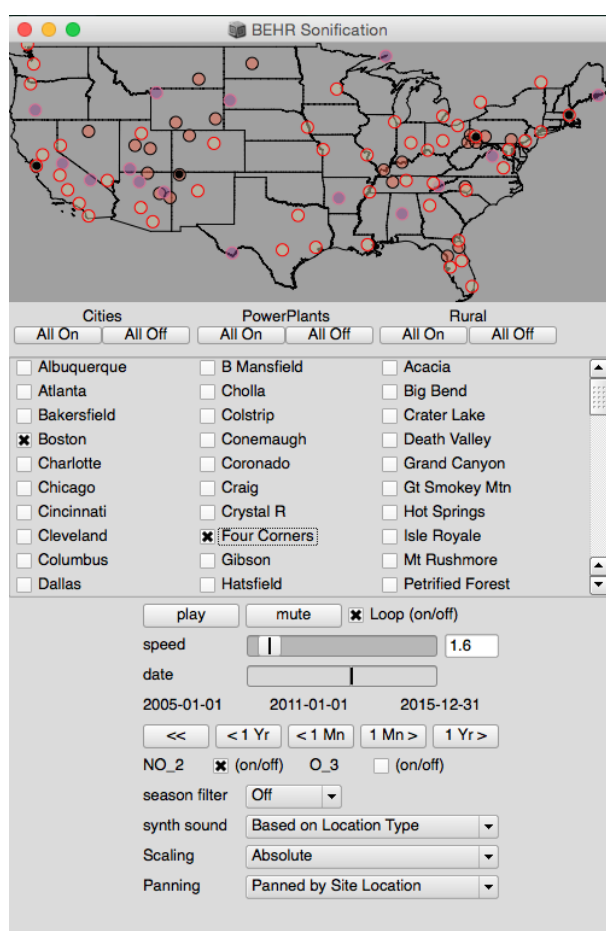 BEHR Sonification
Cities PowerPlants Rural
All On All Off All On All Off All On All Off
Albuquerque B Mansfield Acacia
Atlanta Cholla Big Bend
Bakersfield Colstrip Crater Lake
Boston Conemaugh Death Valley
Charlotte Coronado Grand Canyon
Chicago Craig Gt Smokey Mtn
Cincinnati Crystal R Hot Springs
Cleveland Four Corners Isle Royale
Columbus Gibson Mt Rushmore
Dallas Hatsfield Petrified Forest
play mute Loop (on/off)
speed 1.6
date
2005-01-01 2011-01-01 2015-12-31
<< < 1 Yr < 1 Mn 1 Mn > 1 Yr >
NO_2 (on/off) O_3 (on/off)
season filter Off
synth sound Based on Location Type
Scaling Absolute
Panning Panned by Site Location